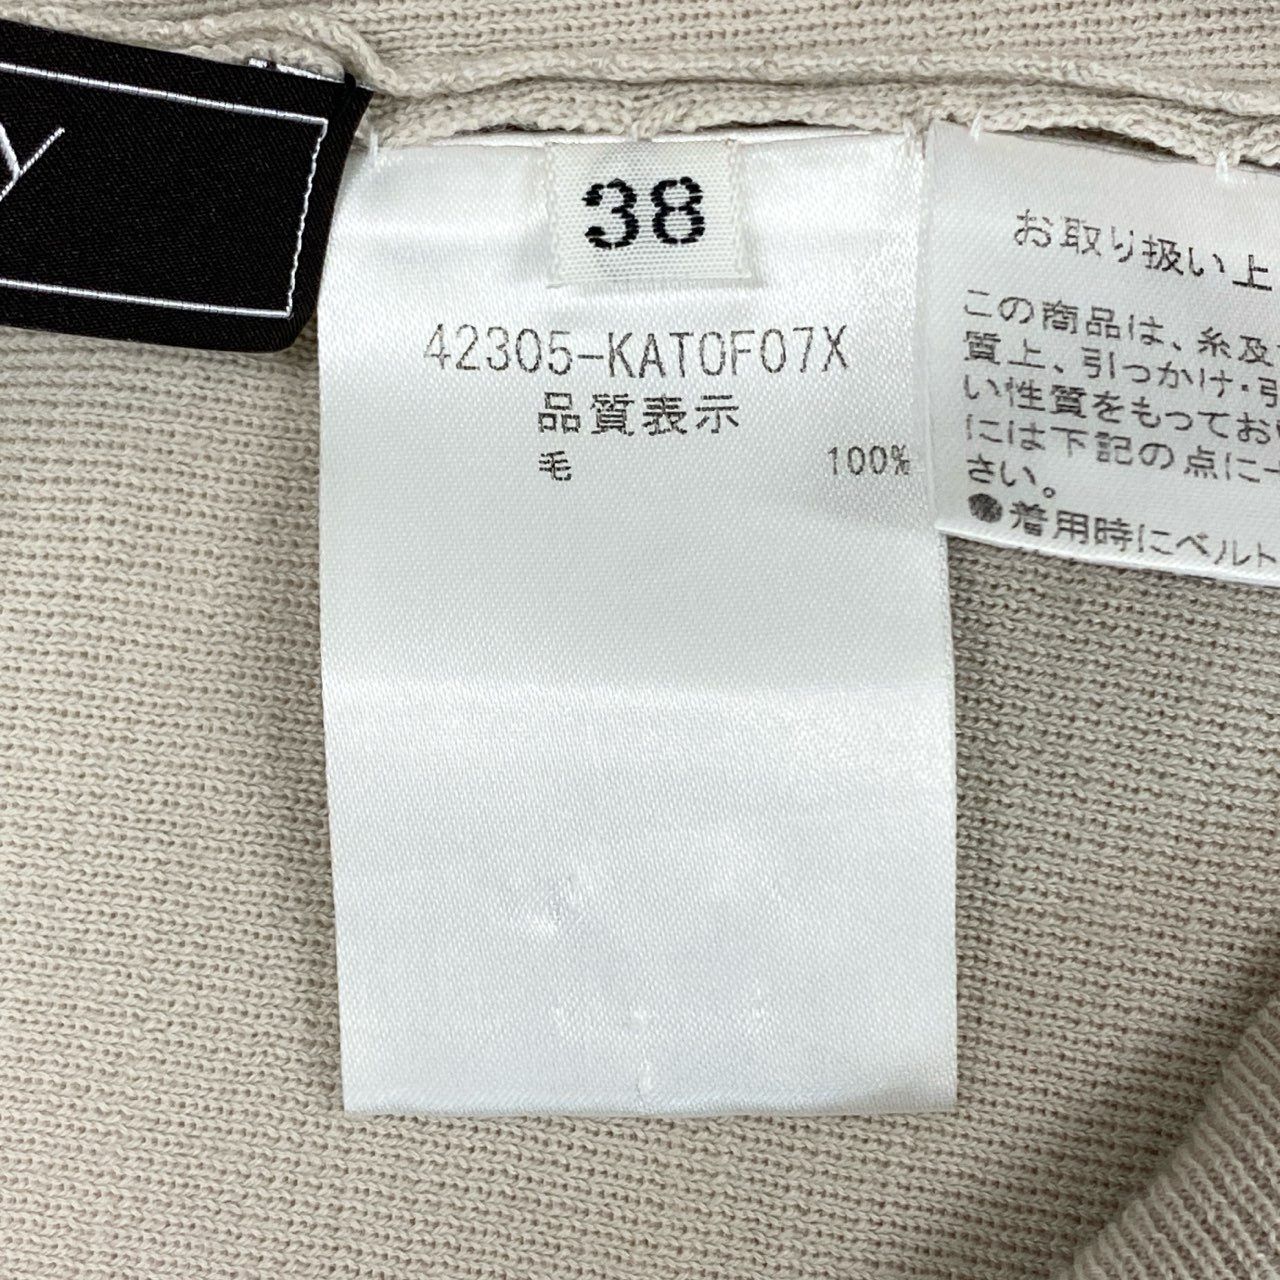 y
38
42305-KATOF07X
品質表示
毛 100%
お取り扱い上
この商品は、糸及
質上、引っかけ・引
い性質をもってお
には下記の点に
さい。
●着用時にベルト